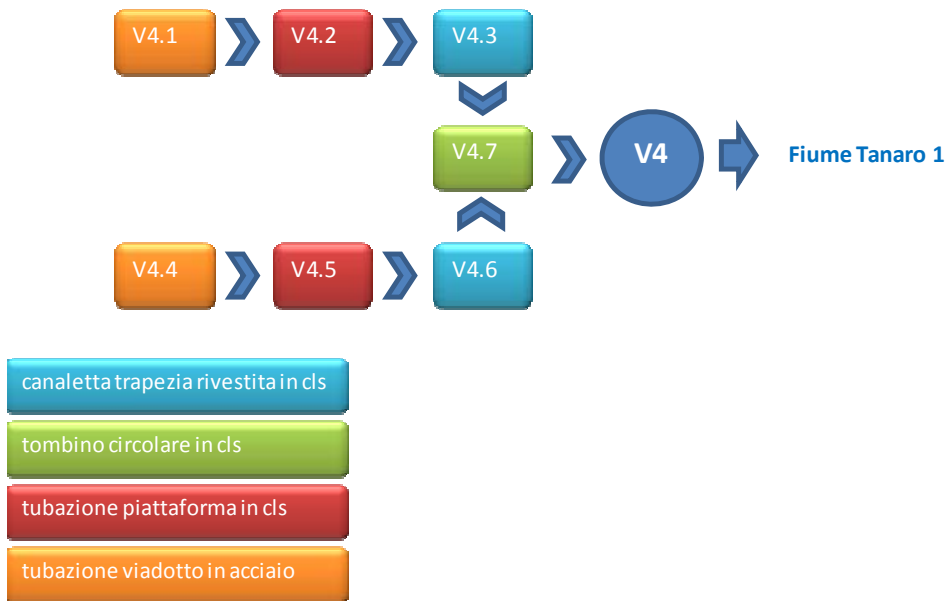 V4.1
V4.2
V4.3
V4.7
V4
Fiume Tanaro 1
V4.4
V4.5
V4.6
canaletta trapezia rivestita in cls
tombino circolare in cls
tubazione piattaforma in cls
tubazione viadotto in acciaio